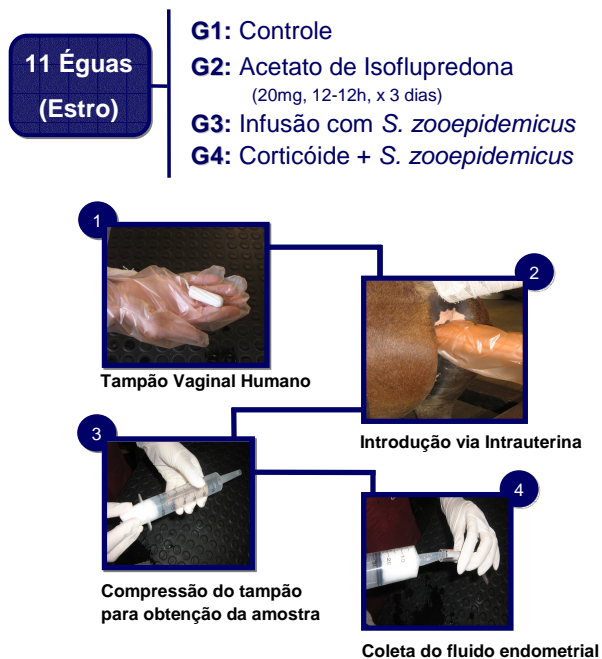 11 Éguas
(Estro)
G1: Controle
G2: Acetato de Isoflupredona
(20mg, 12-12h, x 3 dias)
G3: Infusão com S. zooepidemicus
G4: Corticóide + S. zooepidemicus
1
Tampão Vaginal Humano
2
Introdução via Intrauterina
3
Compressão do tampão
para obtenção da amostra
4
Coleta do fluido endometrial